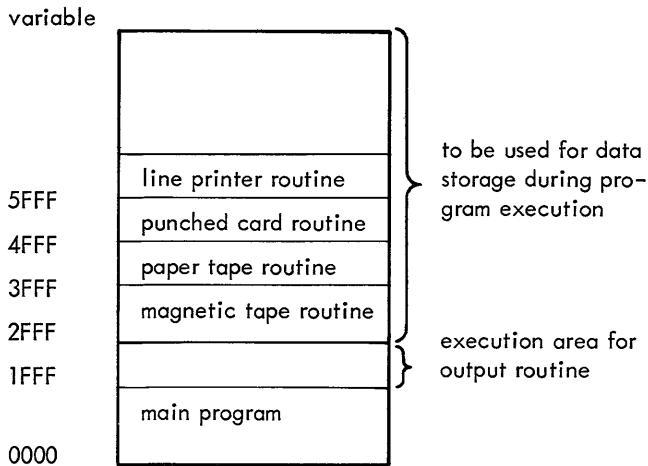 variable
line printer routine
to be used for data
storage during pro-
gram execution
5FFF
punched card routine
4FFF
paper tape routine
3FFF
magnetic tape routine
2FFF
execution area for
output routine
1FFF
main program
0000